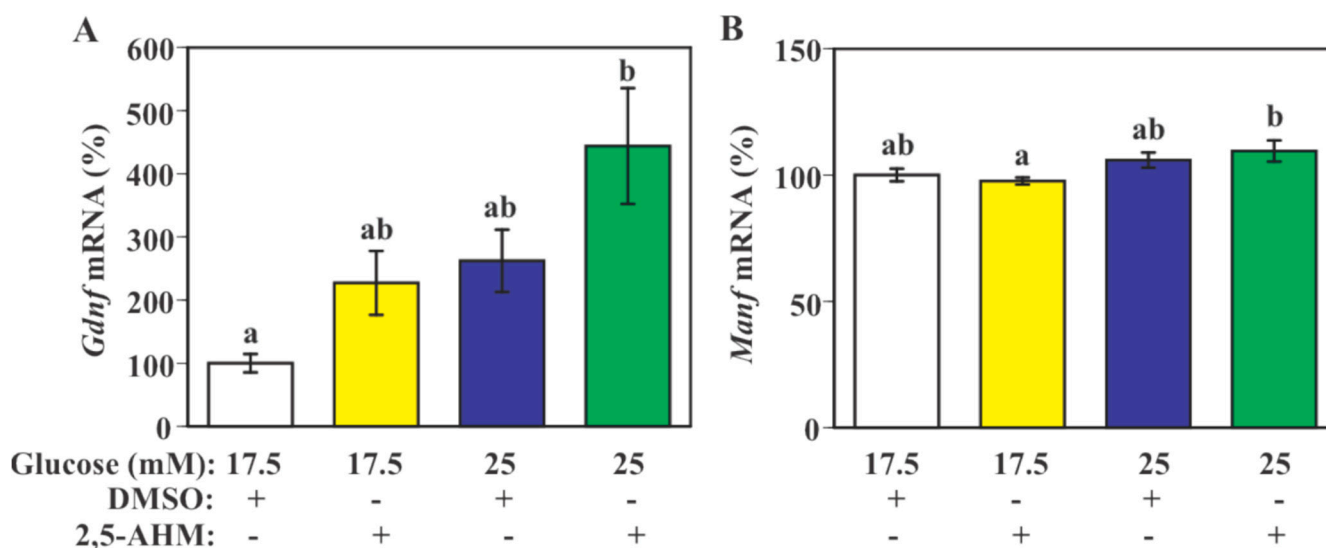 A
B
600
500
400
300
200
100
0
Gdnf mRNA (%)
a
ab
ab
b
150
100
50
0
Manf mRNA (%)
ab
a
ab
b
Glucose (mM): 17.5 17.5 25 25 17.5 17.5 25 25
DMSO: + - + - + - + -
2,5-AHM: - + - + - + - +